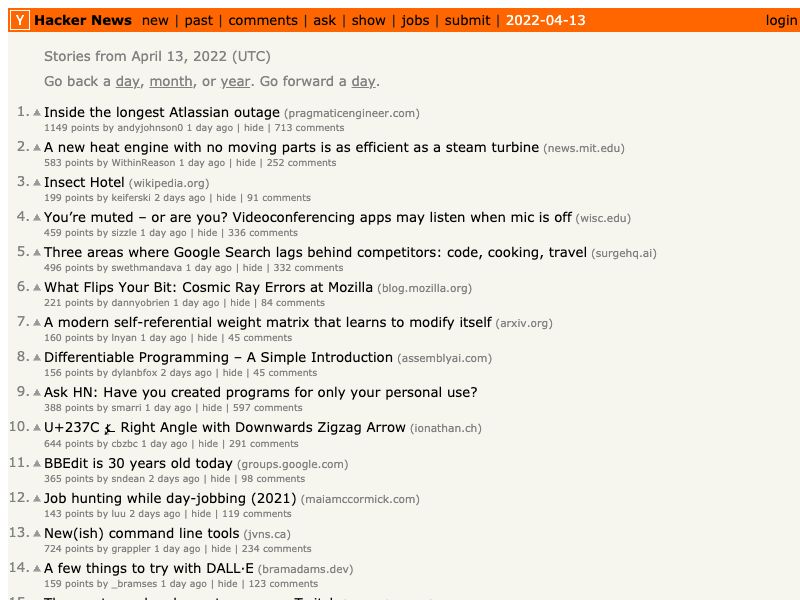 Y Hacker News new | past | comments | ask | show | jobs | submit | 2022-04-13 login
Stories from April 13, 2022 (UTC)
Go back a day, month, or year. Go forward a day.
1. Inside the longest Atlassian outage (pragmaticengineer.com)
1149 points by andyjohnson0 1 day ago | hide | 713 comments
2. A new heat engine with no moving parts is as efficient as a steam turbine (news.mit.edu)
583 points by WithinReason 1 day ago | hide | 252 comments
3. Insect Hotel (wikipedia.org)
199 points by keiferski 2 days ago | hide | 91 comments
4. You’re muted – or are you? Videoconferencing apps may listen when mic is off (wisc.edu)
459 points by sizzle 1 day ago | hide | 336 comments
5. Three areas where Google Search lags behind competitors: code, cooking, travel (surgehq.ai)
496 points by swethmandava 1 day ago | hide | 332 comments
6. What Flips Your Bit: Cosmic Ray Errors at Mozilla (blog.mozilla.org)
221 points by dannyobrien 1 day ago | hide | 84 comments
7. A modern self-referential weight matrix that learns to modify itself (arxiv.org)
160 points by lnyan 1 day ago | hide | 45 comments
8. Differentiable Programming – A Simple Introduction (assemblyai.com)
156 points by dylanbfox 2 days ago | hide | 45 comments
9. Ask HN: Have you created programs for only your personal use?
388 points by smarri 1 day ago | hide | 597 comments
10. U+237C ⍼ Right Angle with Downwards Zigzag Arrow (ionathan.ch)
644 points by cbzbc 1 day ago | hide | 291 comments
11. BBEdit is 30 years old today (groups.google.com)
365 points by sndean 2 days ago | hide | 98 comments
12. Job hunting while day-jobbing (2021) (maiamccormick.com)
143 points by luu 2 days ago | hide | 119 comments
13. New(ish) command line tools (jvns.ca)
724 points by grappler 1 day ago | hide | 234 comments
14. A few things to try with DALL·E (bramadams.dev)
159 points by _bramses 1 day ago | hide | 123 comments